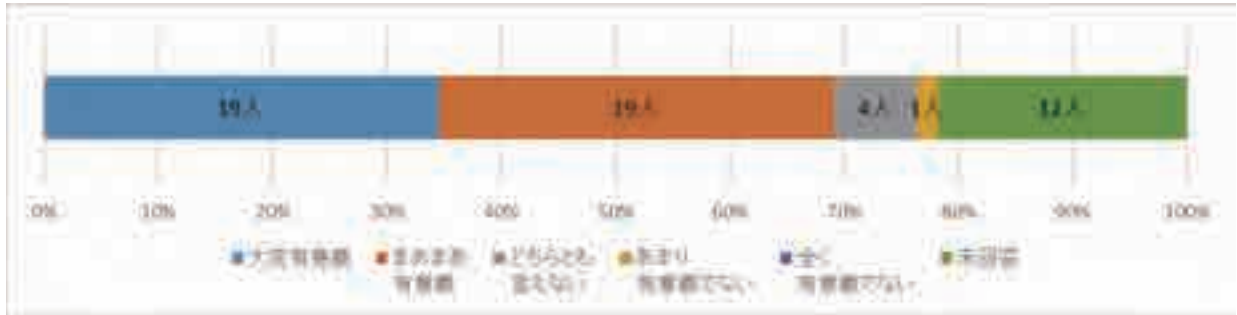 19人 19人 4人 1人 12人
0% 10% 20% 30% 40% 50% 60% 70% 80% 90% 100%
大変有意義 まあまあ どちらとも あまり 全く 未回答
有意義 言えない 有意義でない 有意義でない